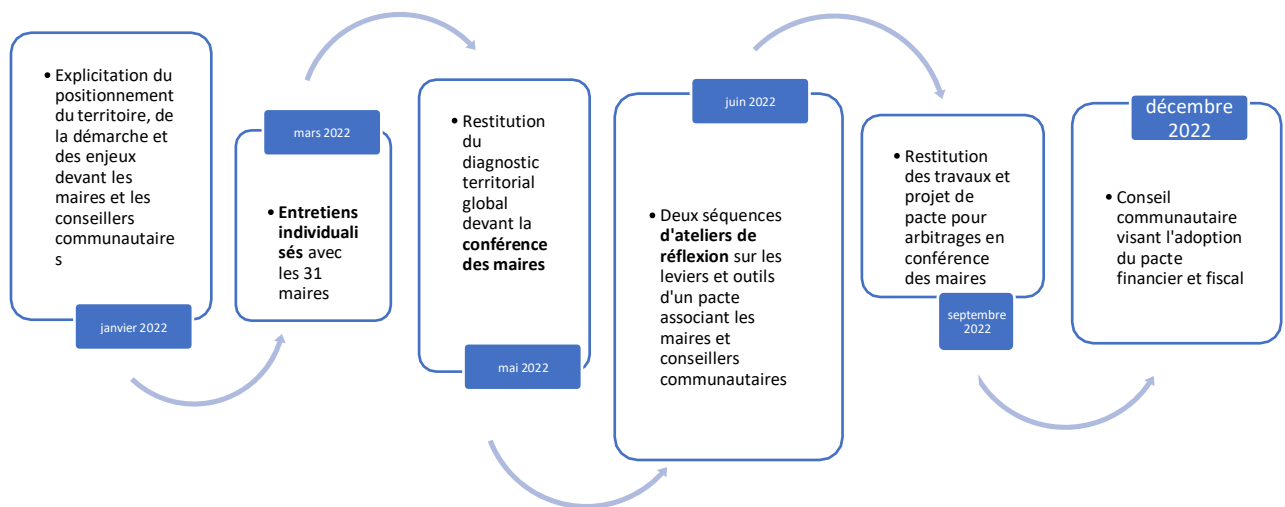 • Explicitation du
positionnement
du territoire, de
la démarche et
des enjeux
devant les
maires et les
conseillers
communautaire
s
janvier 2022
mars 2022
• Entretiens
individuali
sés avec
les 31
maires
• Restitution
du
diagnostic
territorial
global
devant la
conférence
des maires
mai 2022
juin 2022
• Deux séquences
d'ateliers de
réflexion sur les
leviers et outils
d'un pacte
associant les
maires et
conseillers
communautaires
• Restitution
des travaux et
projet de
pacte pour
arbitrages en
conférence
des maires
septembre
2022
décembre
2022
• Conseil
communautaire
visant l'adoption
du pacte
financier et fiscal